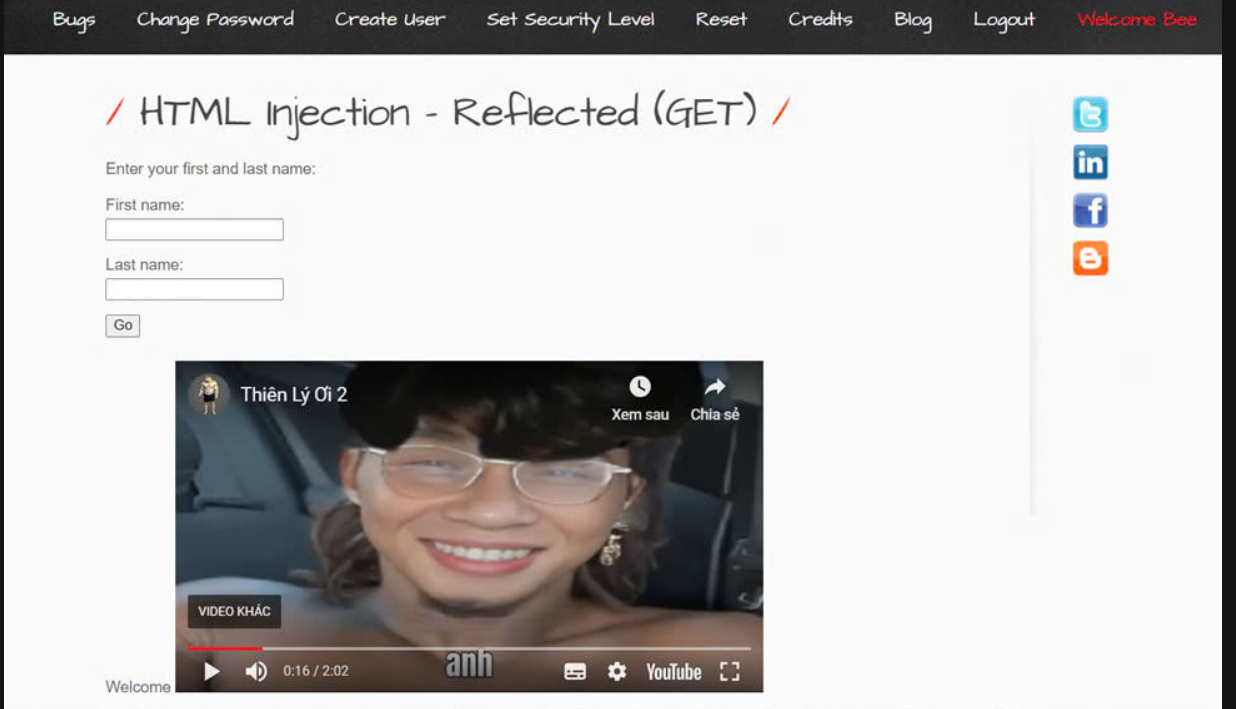 Bugs Change Password Create User Set Security Level Reset Credits Blog Logout Welcome Bee
/ HTML Injection - Reflected (GET) /
Enter your first and last name:
First name:
Last name:
Go
Thiên Lý Ơi 2
Xem sau Chia sẻ
VIDEO KHÁC
anh
0:16 / 2:02 YouTube
Welcome